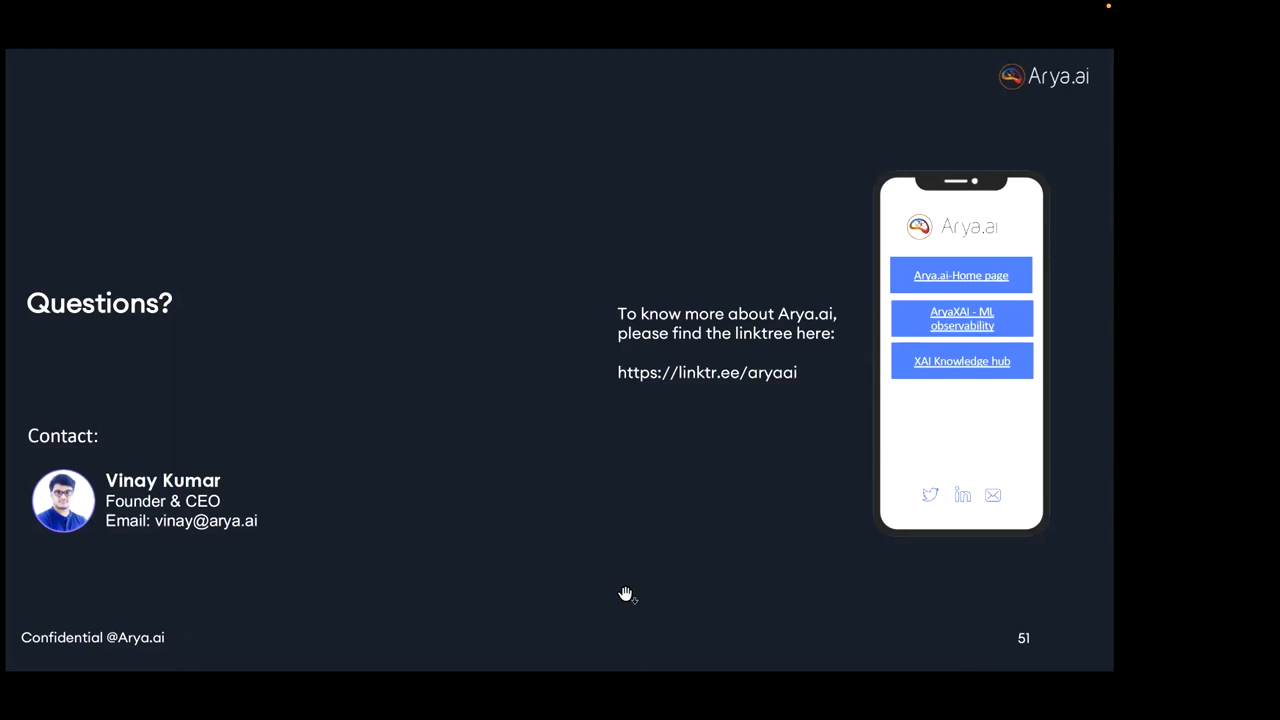 Arya.ai
Arya.ai
Arya.ai-Home page
AryaXAI - ML
observability
XAI Knowledge hub
Questions?
To know more about Arya.ai,
please find the linktree here:
https://linktr.ee/aryaai
Contact:
Vinay Kumar
Founder & CEO
Email: vinay@arya.ai
in
Confidential @Arya.ai
51